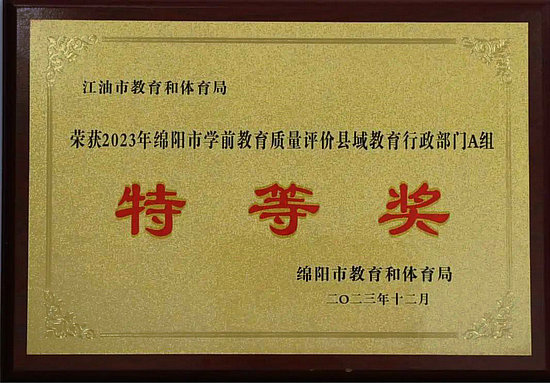 江油市教育和体育局
荣获2023年绵阳市学前教育质量评价县域教育行政部门A组
特等奖
绵阳市教育和体育局
二〇二三年十二月